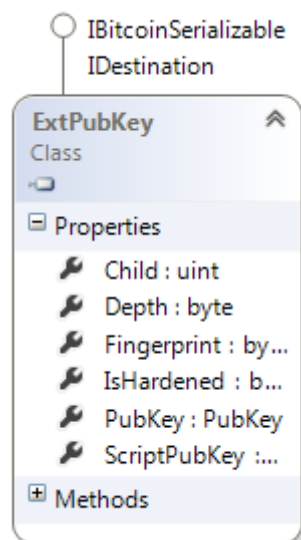 IBitcoinSerializable
IDestination
ExtPubKey
Class
Properties
Child : uint
Depth : byte
Fingerprint : by...
IsHardened : b...
PubKey : PubKey
ScriptPubKey :...
Methods